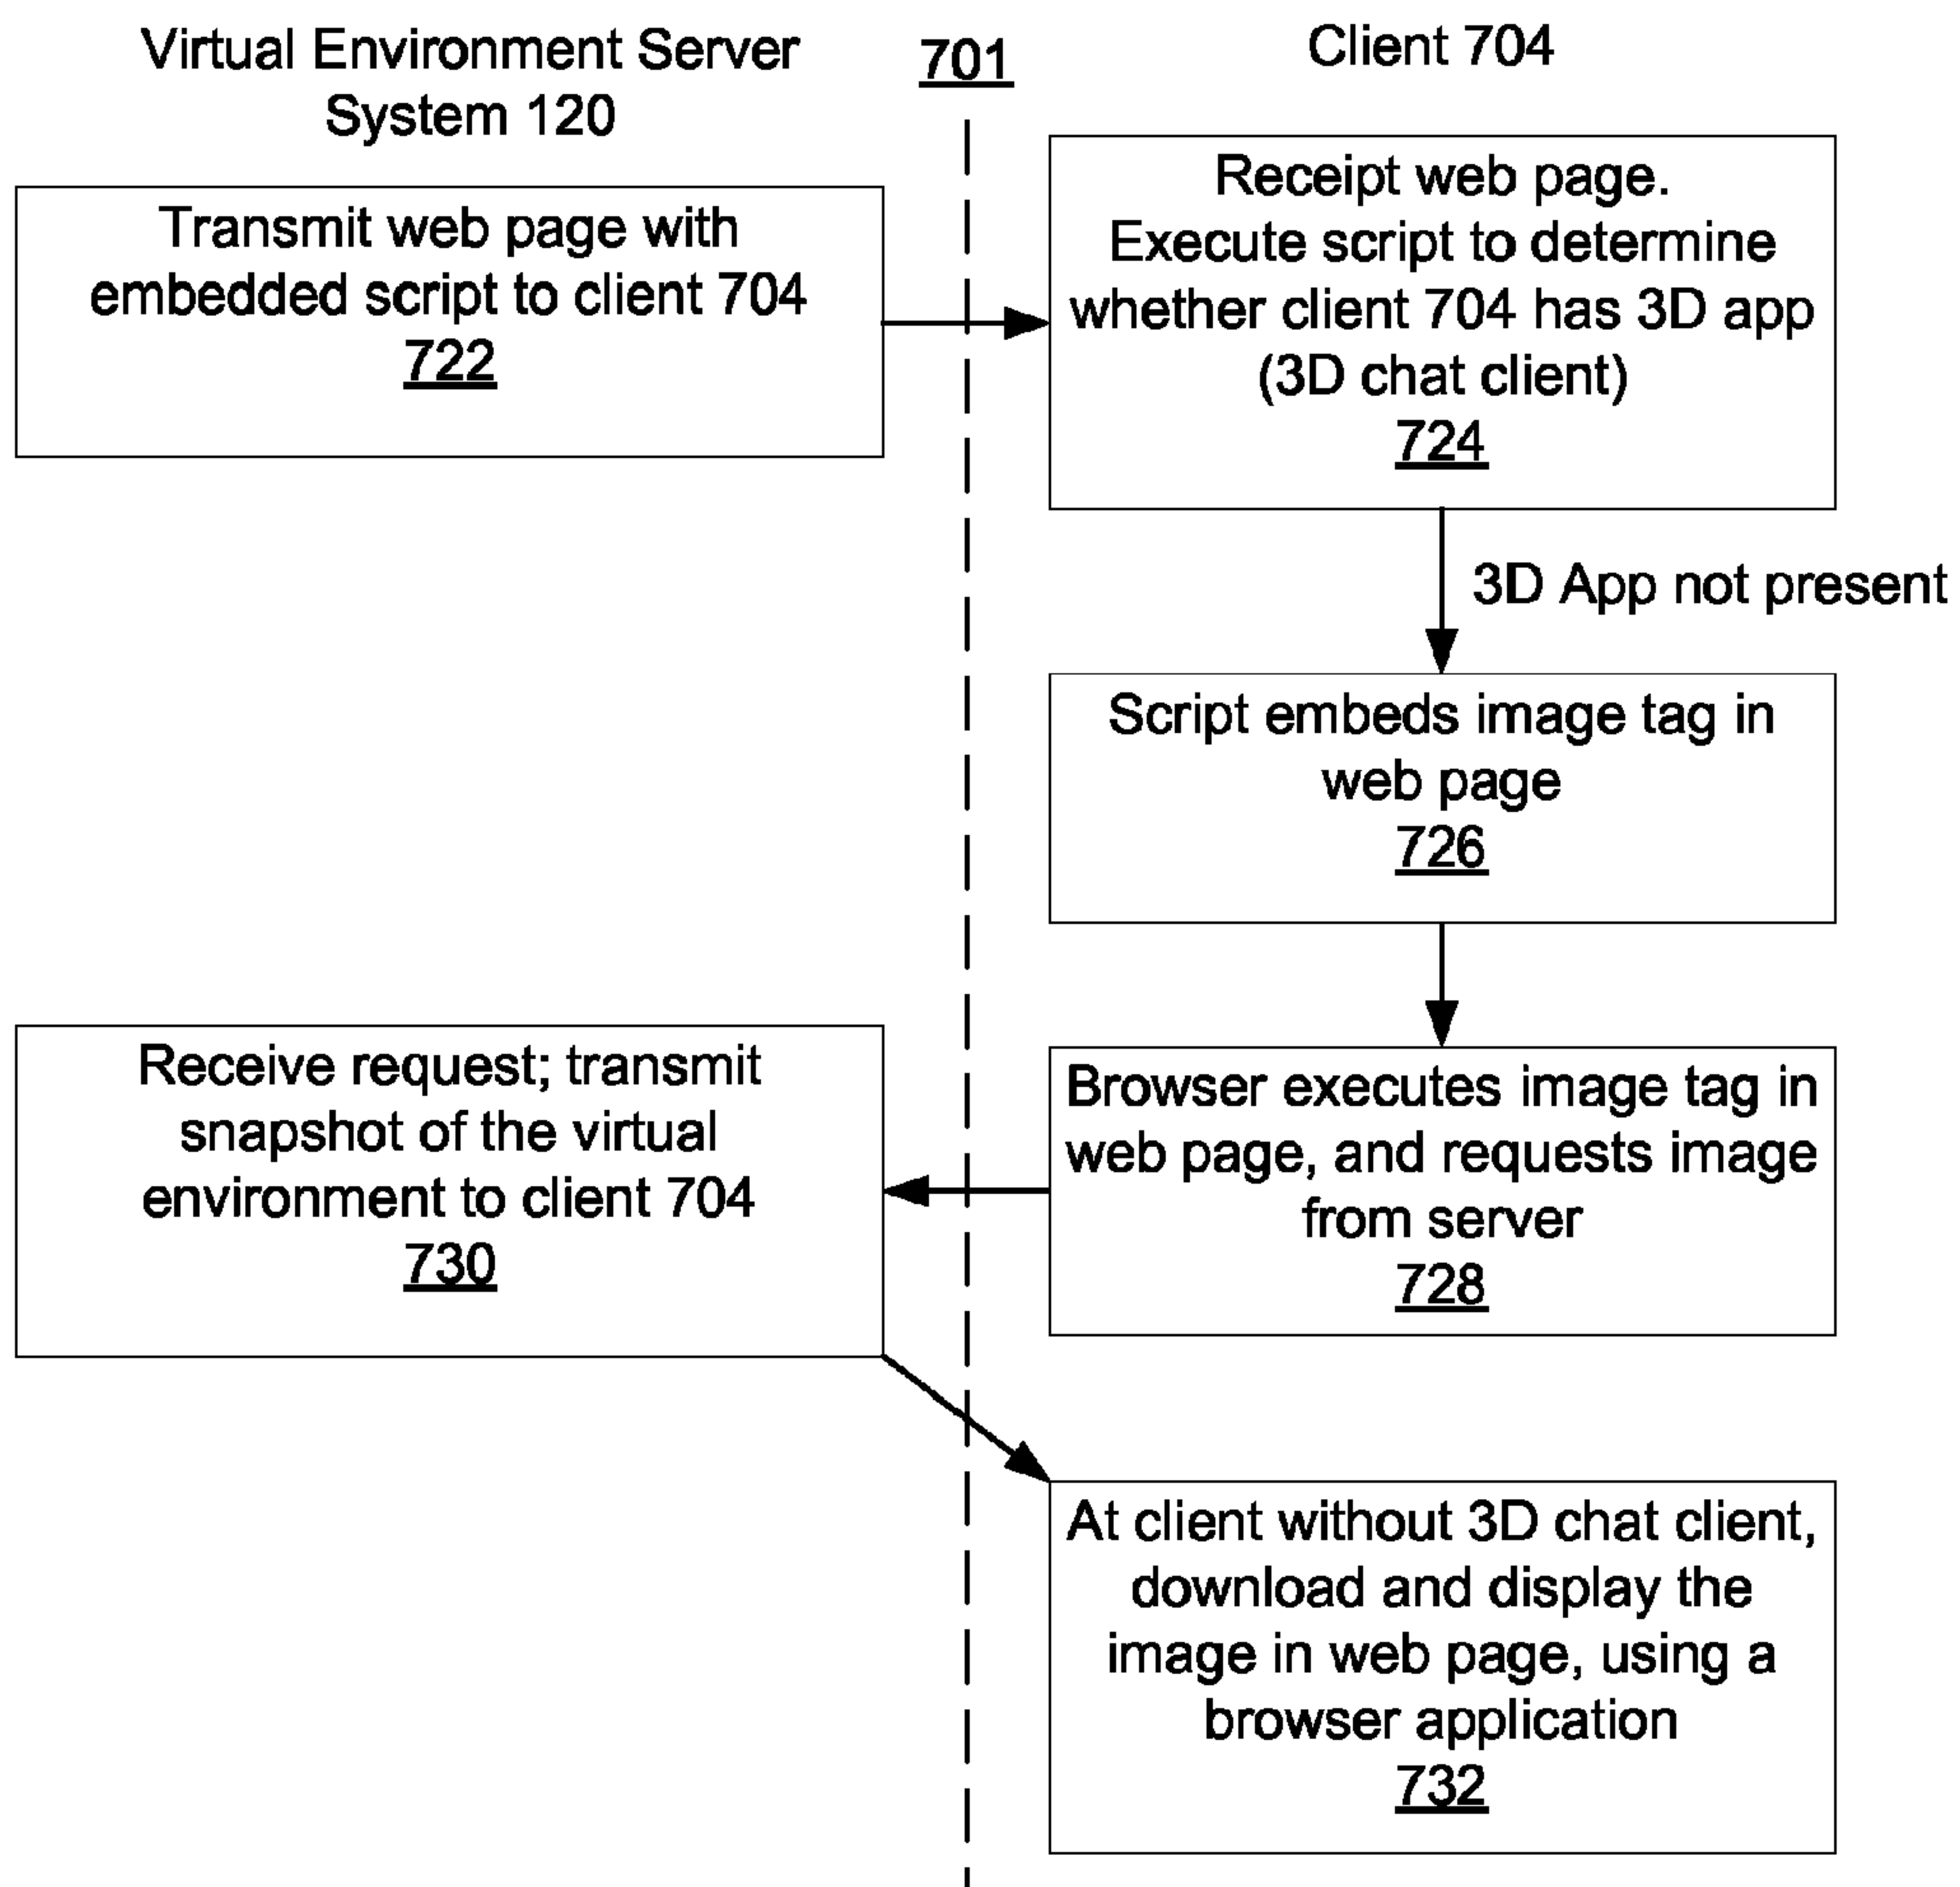 Virtual Environment Server
System 120
701
Client 704
Transmit web page with
embedded script to client 704
722
Receipt web page.
Execute script to determine
whether client 704 has 3D app
(3D chat client)
724
3D App not present
Script embeds image tag in
web page
726
Browser executes image tag in
web page, and requests image
from server
728
Receive request; transmit
snapshot of the virtual
environment to client 704
730
At client without 3D chat client,
download and display the
image in web page, using a
browser application
732